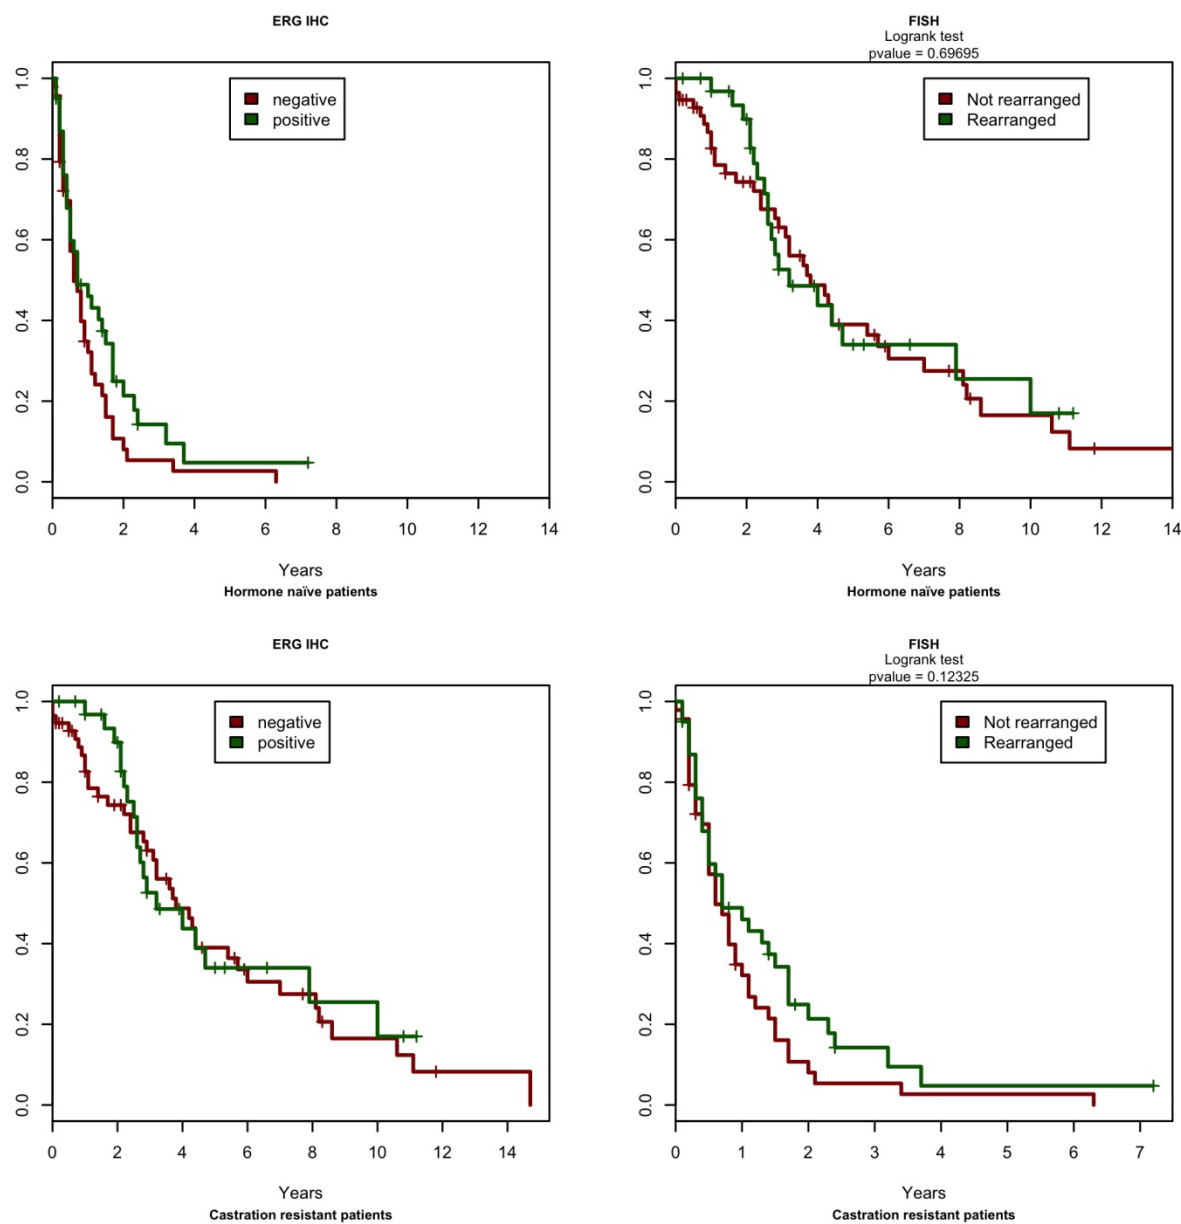 ERG IHC
1.0
0.8
0.6
0.4
0.2
0.0
negative
positive
0 2 4 6 8 10 12 14
Years
Hormone naïve patients
FISH
Logrank test
pvalue = 0.69695
1.0
0.8
0.6
0.4
0.2
0.0
Not rearranged
Rearranged
0 2 4 6 8 10 12 14
Years
Hormone naïve patients
ERG IHC
1.0
0.8
0.6
0.4
0.2
0.0
negative
positive
0 2 4 6 8 10 12 14
Years
Castration resistant patients
FISH
Logrank test
pvalue = 0.12325
1.0
0.8
0.6
0.4
0.2
0.0
Not rearranged
Rearranged
0 1 2 3 4 5 6 7
Years
Castration resistant patients